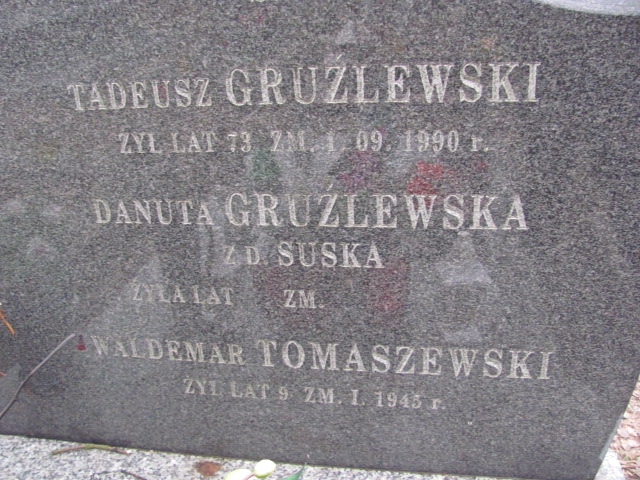 TADEUSZ GRUŹLEWSKI
ŻYŁ LAT 73 ZM. 1. 09. 1990 r.
DANUTA GRUŹLEWSKA
Z D. SUSKA
ŻYŁA LAT ZM.
WALDEMAR TOMASZEWSKI
ŻYŁ LAT 9 ZM. I. 1945 r.